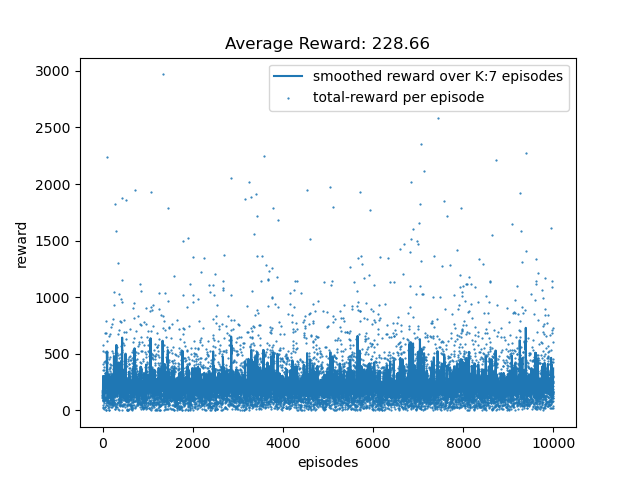 Average Reward: 228.66
smoothed reward over K:7 episodes
total-reward per episode
reward
3000
2500
2000
1500
1000
500
0
0 2000 4000 6000 8000 10000
episodes